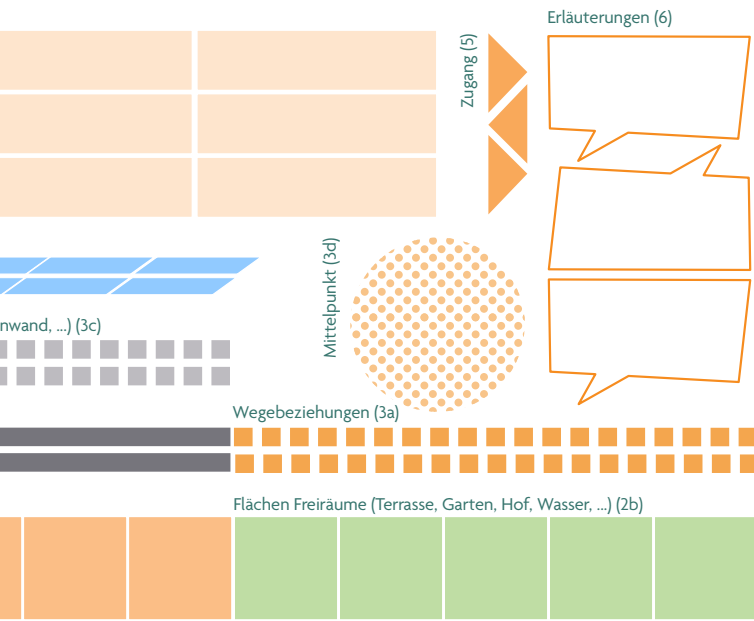 Erläuterungen (6)
Zugang (5)
Mittelpunkt (3d)
nwand, ...) (3c)
Wegebeziehungen (3a)
Flächen Freiräume (Terrasse, Garten, Hof, Wasser, ...) (2b)